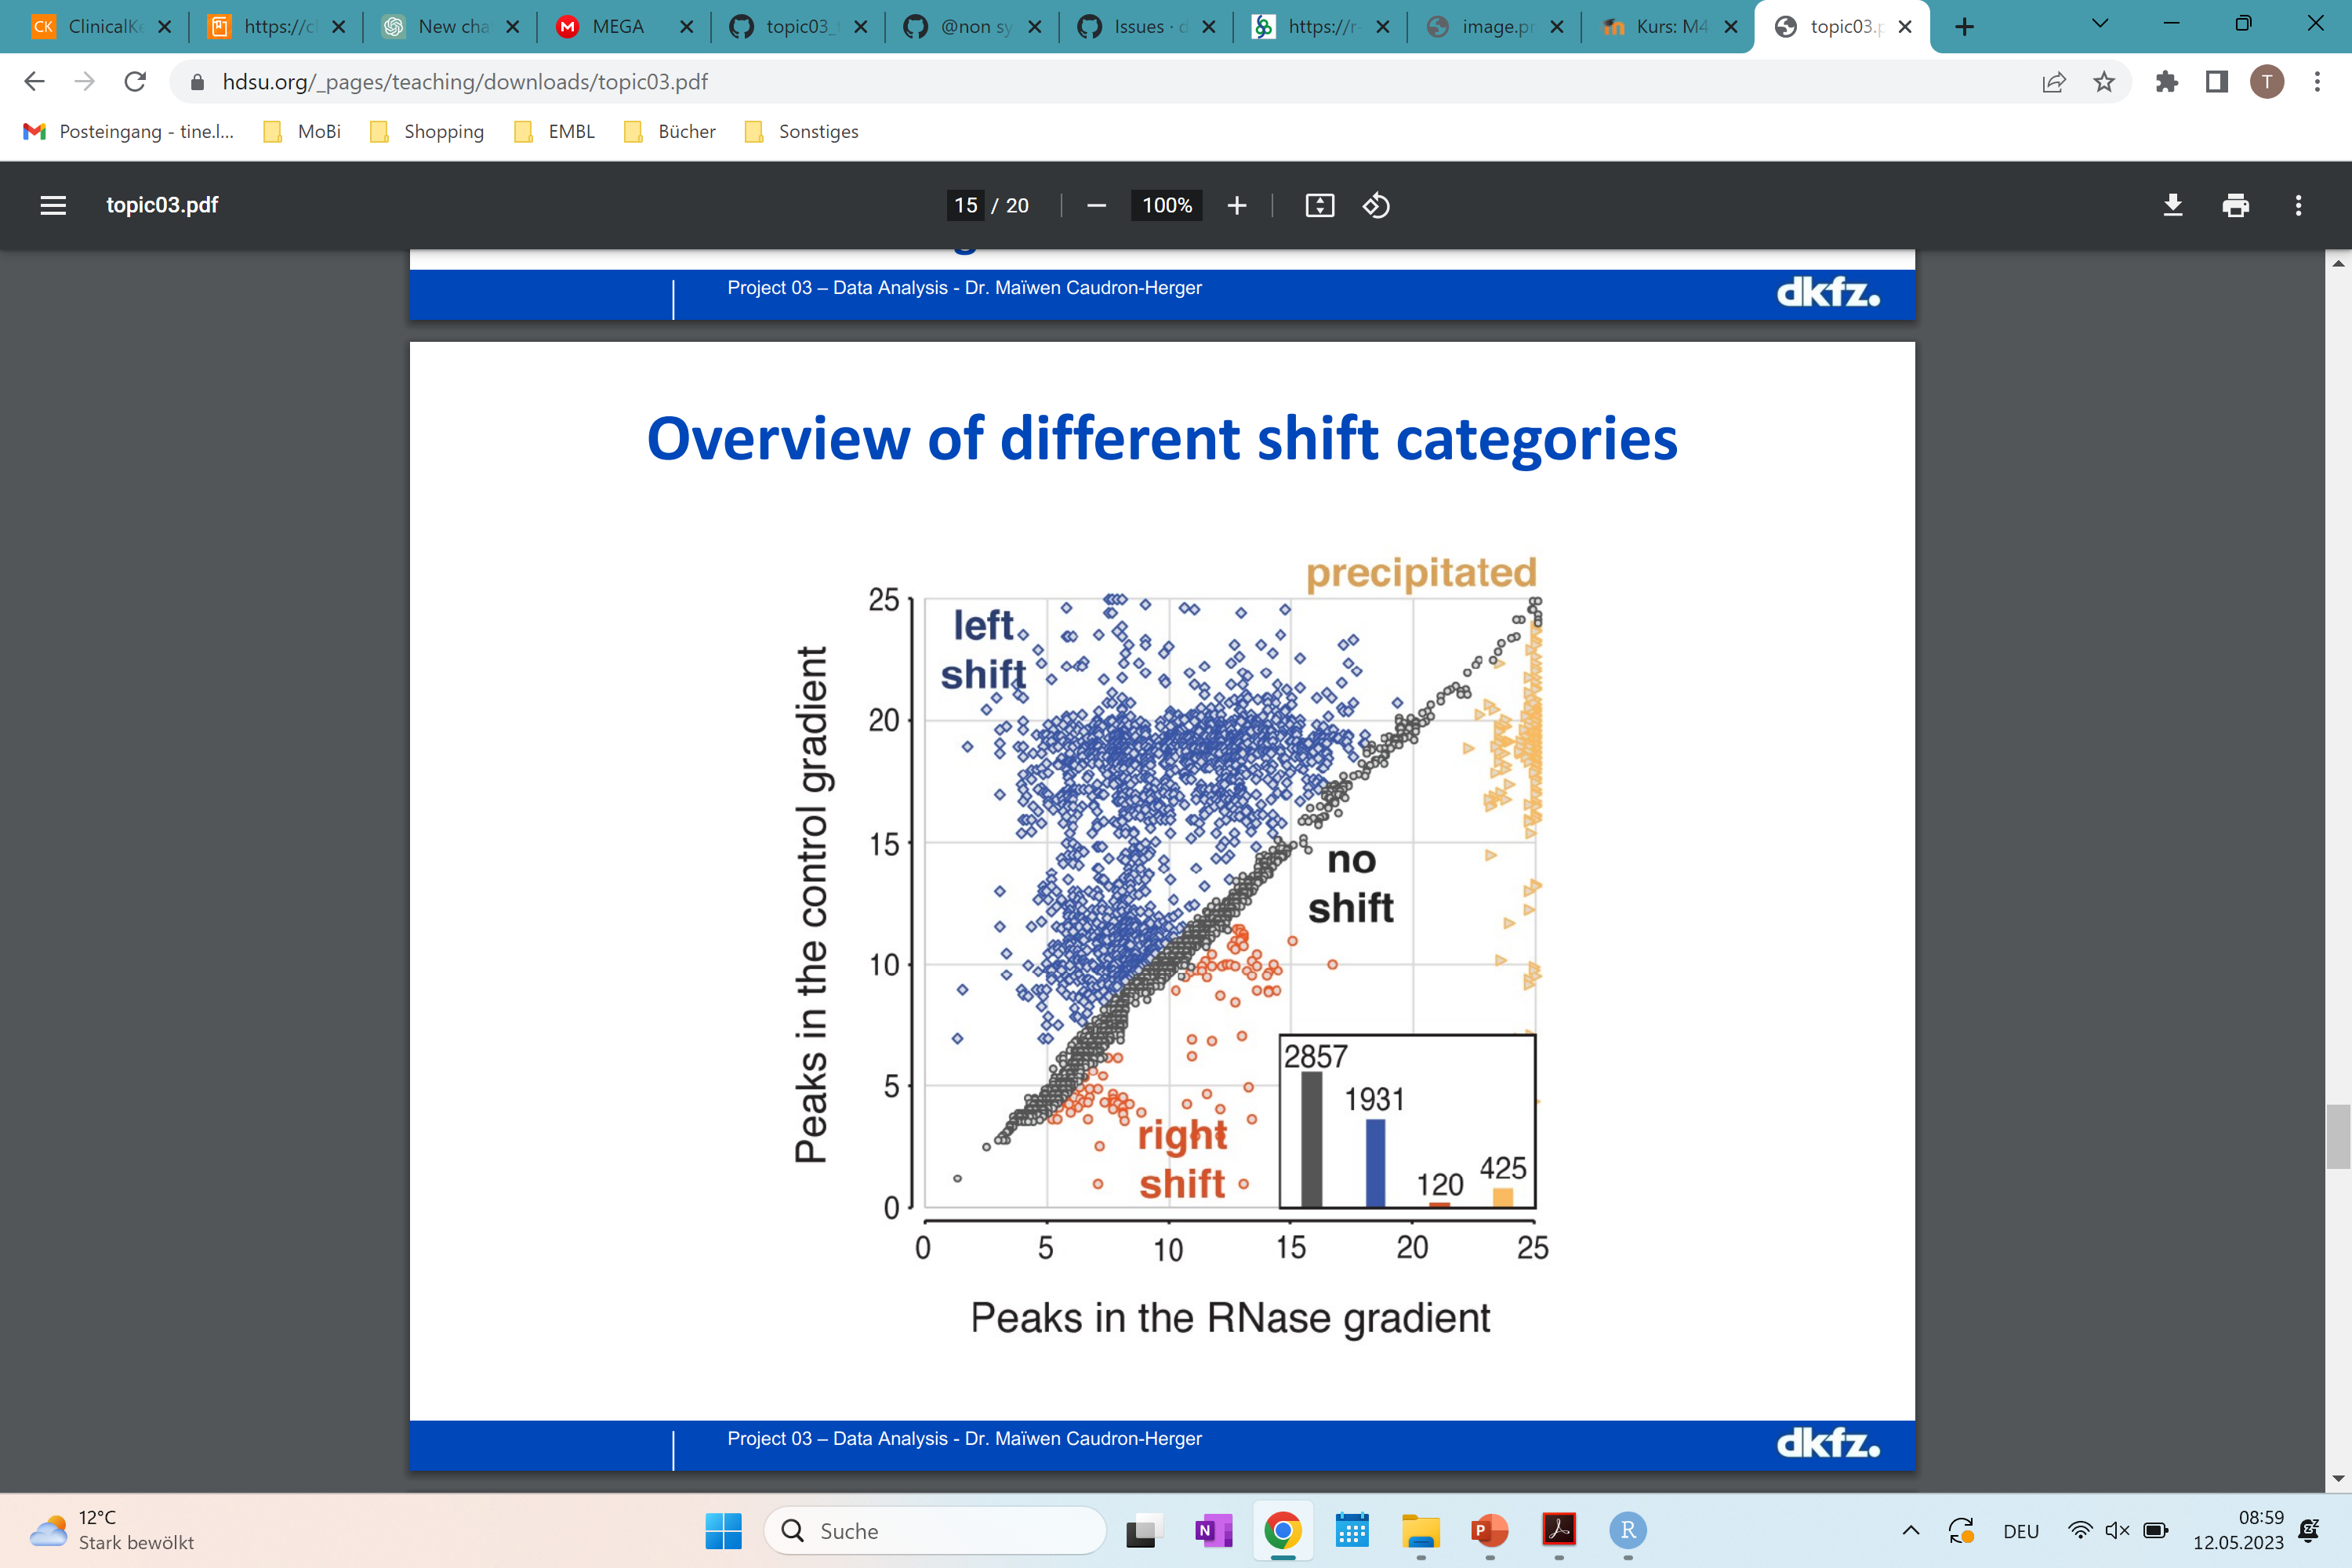 CK ClinicalKe
https://cl
New cha
M MEGA
topic03_
@non sy
Issues · d
https://r-
image.pr
Kurs: M4
topic03.p
hdsu.org/_pages/teaching/downloads/topic03.pdf
T
Posteingang - tine.l...
MoBi
Shopping
EMBL
Bücher
Sonstiges
topic03.pdf
15 / 20
100%
Project 03 – Data Analysis - Dr. Maïwen Caudron-Herger
dkfz.
Overview of different shift categories
precipitated
left
shift
no
shift
right
shift
Peaks in the control gradient
25
20
15
10
5
0
2857
1931
120
425
0 5 10 15 20 25
Peaks in the RNase gradient
Project 03 – Data Analysis - Dr. Maïwen Caudron-Herger
dkfz.
12°C
Stark bewölkt
Suche
N
P
R
DEU
08:59
12.05.2023